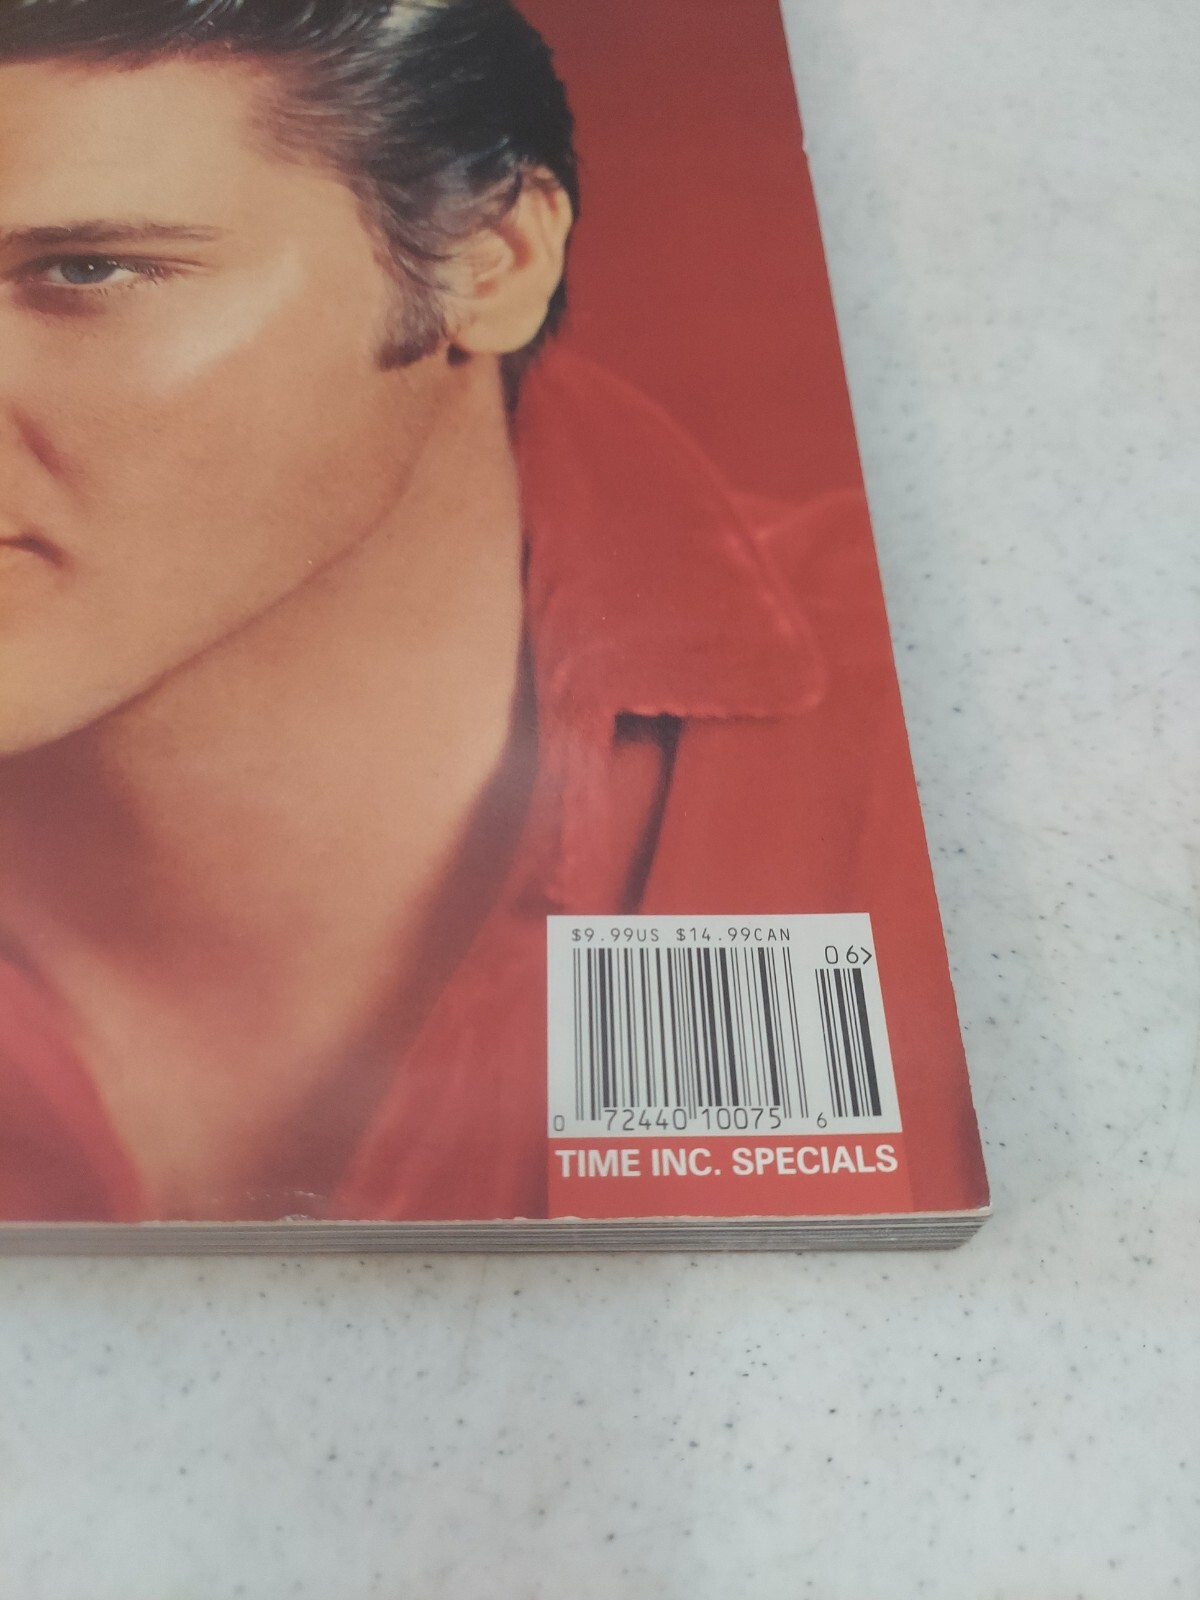 $9.99US $14.99CAN
06>
0 72440 10075 6
TIME INC. SPECIALS